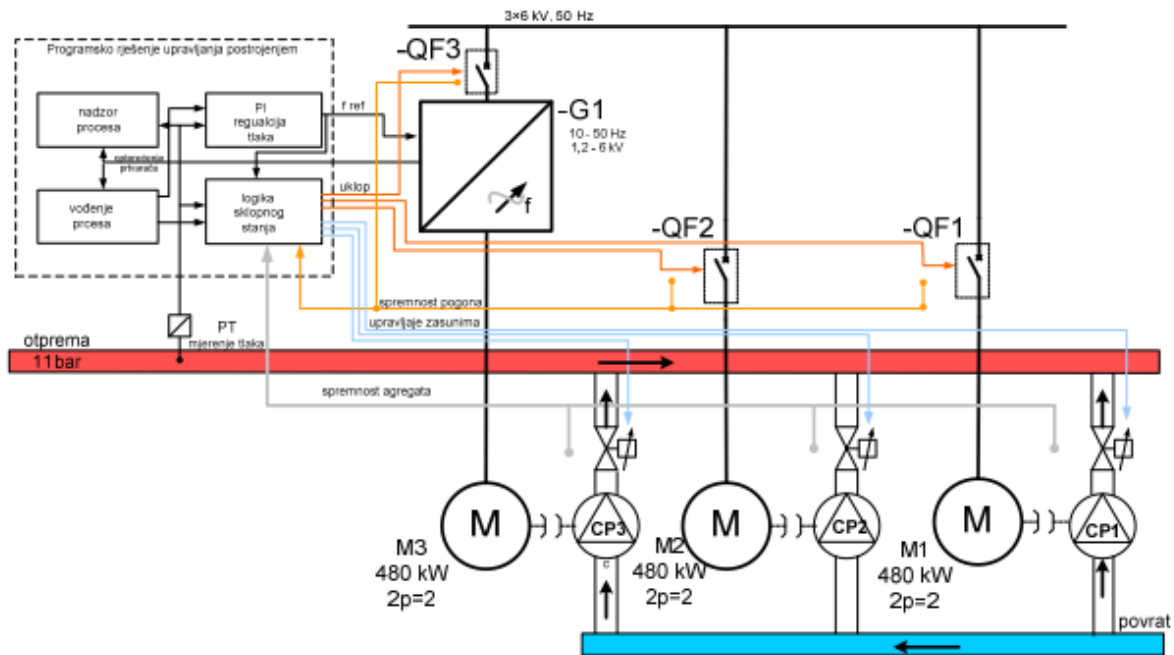 3×6 kV, 50 Hz
Programsko rješenje upravljanja postrojenjem
-QF3
nadzor
procesa
PI
regualcija
tlaka
f ref
-G1
10 - 50 Hz
1,2 - 6 kV
vođenje
prcesa
logika
sklopnog
stanja
uklop
f
-QF2
-QF1
spremnost pogona
upravljaje zasunima
PT
mjerenje tlaka
otprema
11bar
spremnost agregata
M
CP3
M
CP2
M
CP1
M3
480 kW
2p=2
c
M2
480 kW
2p=2
M1
480 kW
2p=2
povrat